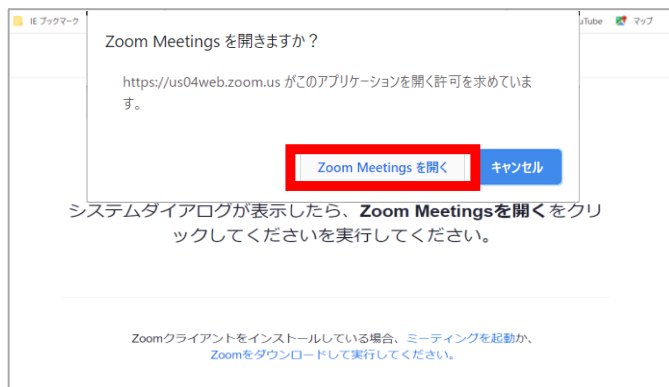 IE ブックマーク
uTube
マップ
Zoom Meetings を開きますか？
https://us04web.zoom.us がこのアプリケーションを開く許可を求めていま
す。
Zoom Meetings を開く
キャンセル
システムダイアログが表示したら、Zoom Meetingsを開くをクリ
ックしてくださいを実行してください。
Zoomクライアントをインストールしている場合、ミーティングを起動か、
Zoomをダウンロードして実行してください。